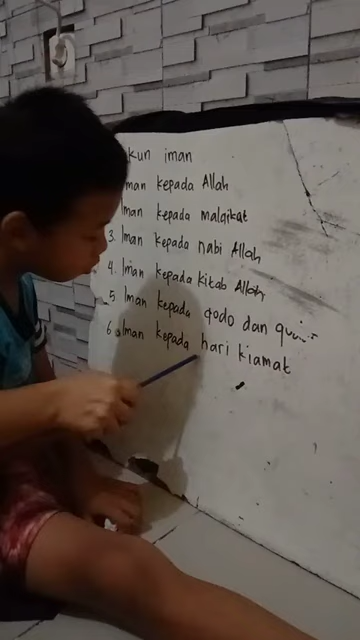 kun iman
man kepada Allah
Iman kepada malaikat
3. Iman kepada nabi Allah
4. Iman kepada kitab Allah
5 Iman kepada qodo dan
6. Iman kepada hari kiamat